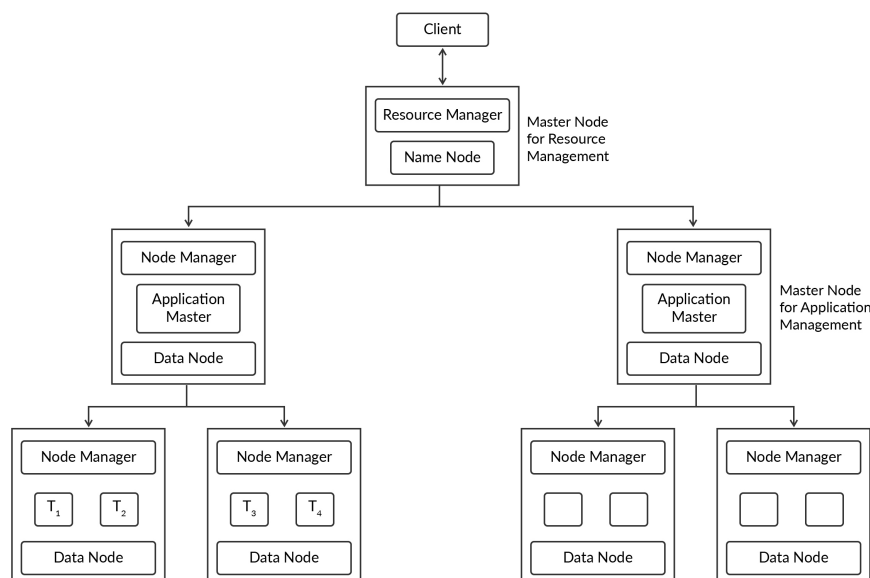 Client
Resource Manager
Name Node
Master Node
for Resource
Management
Node Manager
Application
Master
Data Node
Node Manager
Application
Master
Data Node
Master Node
for Application
Management
Node Manager
T₁ T₂
Data Node
Node Manager
T₃ T₄
Data Node
Node Manager
Data Node
Node Manager
Data Node